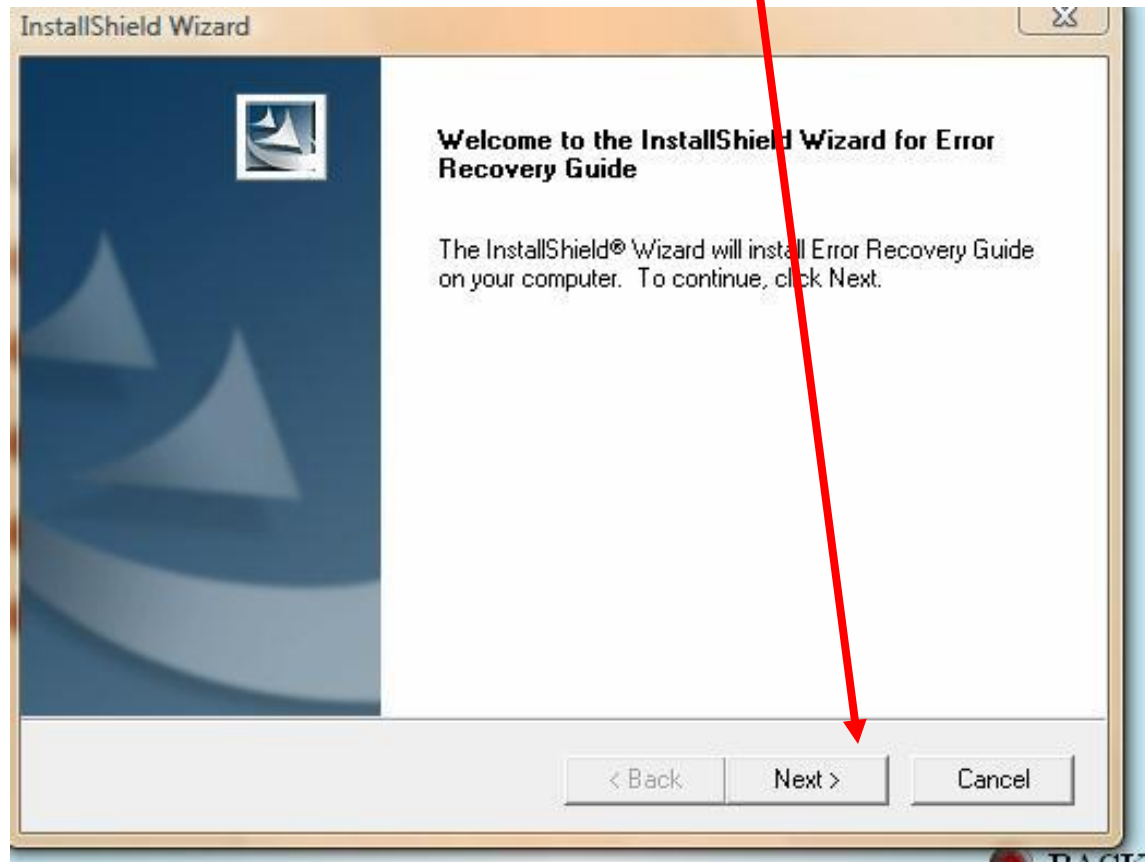 InstallShield Wizard
Welcome to the InstallShield Wizard for Error
Recovery Guide
The InstallShield® Wizard will install Error Recovery Guide
on your computer. To continue, click Next.
< Back
Next >
Cancel